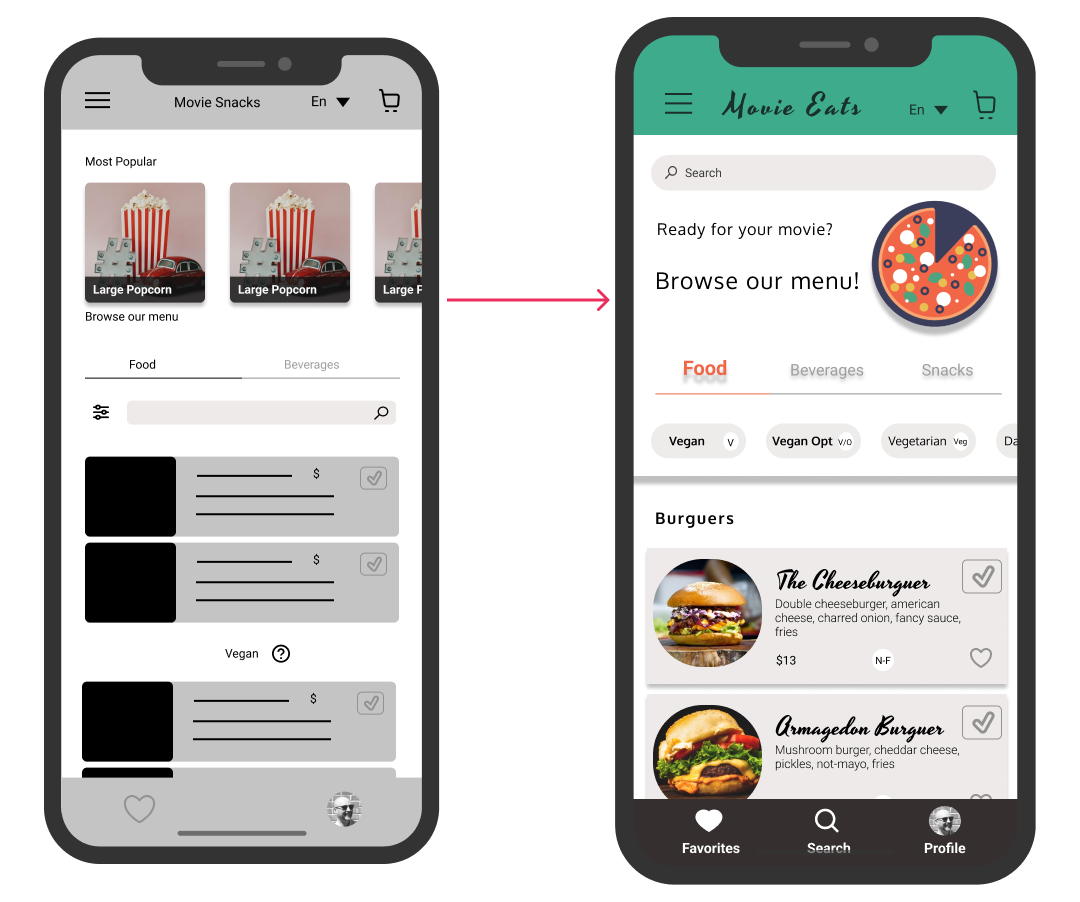 Movie Snacks
En
Most Popular
Large Popcorn
Large Popcorn
Large F
Browse our menu
Food
Beverages
$
$
Vegan
?
$
Movie Eats
En
Search
Ready for your movie?
Browse our menu!
Food
Beverages
Snacks
Vegan V
Vegan Opt V/O
Vegetarian Veg
Da
Burguers
The Cheeseburguer
Double cheeseburger, american
cheese, charred onion, fancy sauce,
fries
$13
N-F
Armagedon Burguer
Mushroom burger, cheddar cheese,
pickles, not-mayo, fries
Favorites
Search
Profile